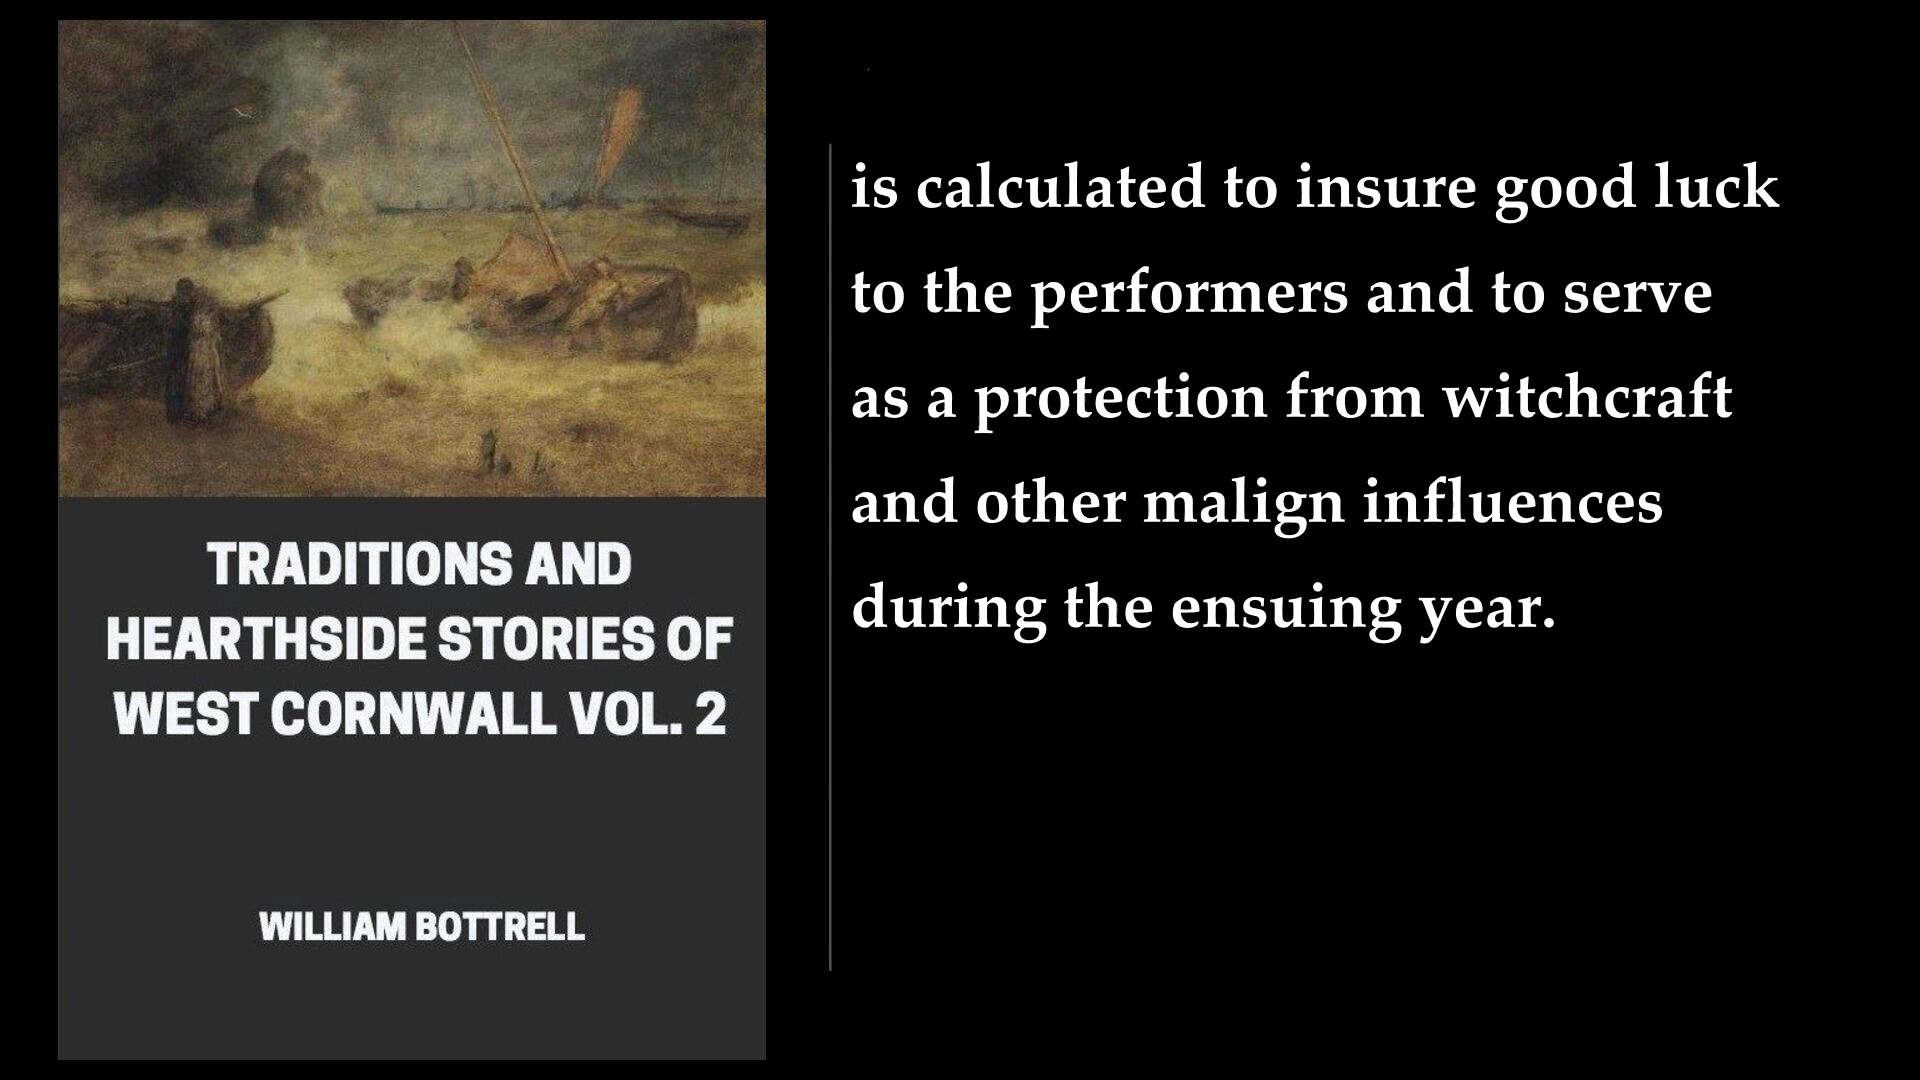 TRADITIONS AND
HEARTHSIDE STORIES OF
WEST CORNWALL VOL. 2
WILLIAM BOTTRELL
is calculated to insure good luck
to the performers and to serve
as a protection from witchcraft
and other malign influences
during the ensuing year.